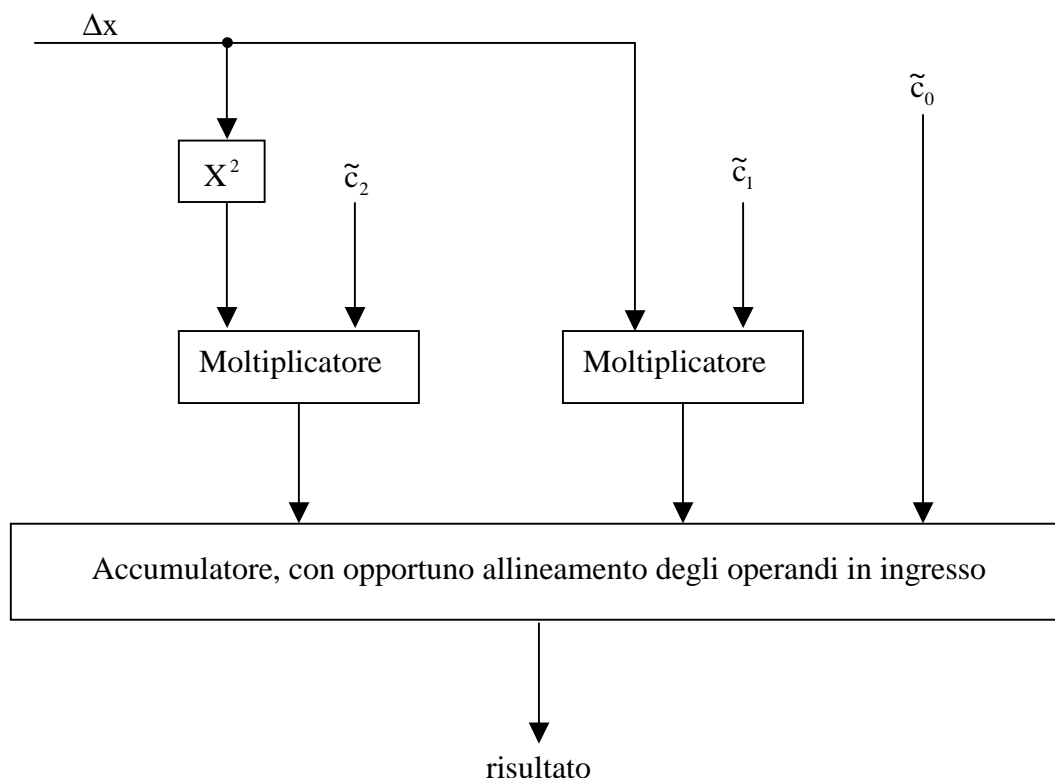 Δx
c̃₀
X²
c̃₂
c̃₁
Moltiplicatore
Moltiplicatore
Accumulatore, con opportuno allineamento degli operandi in ingresso
risultato